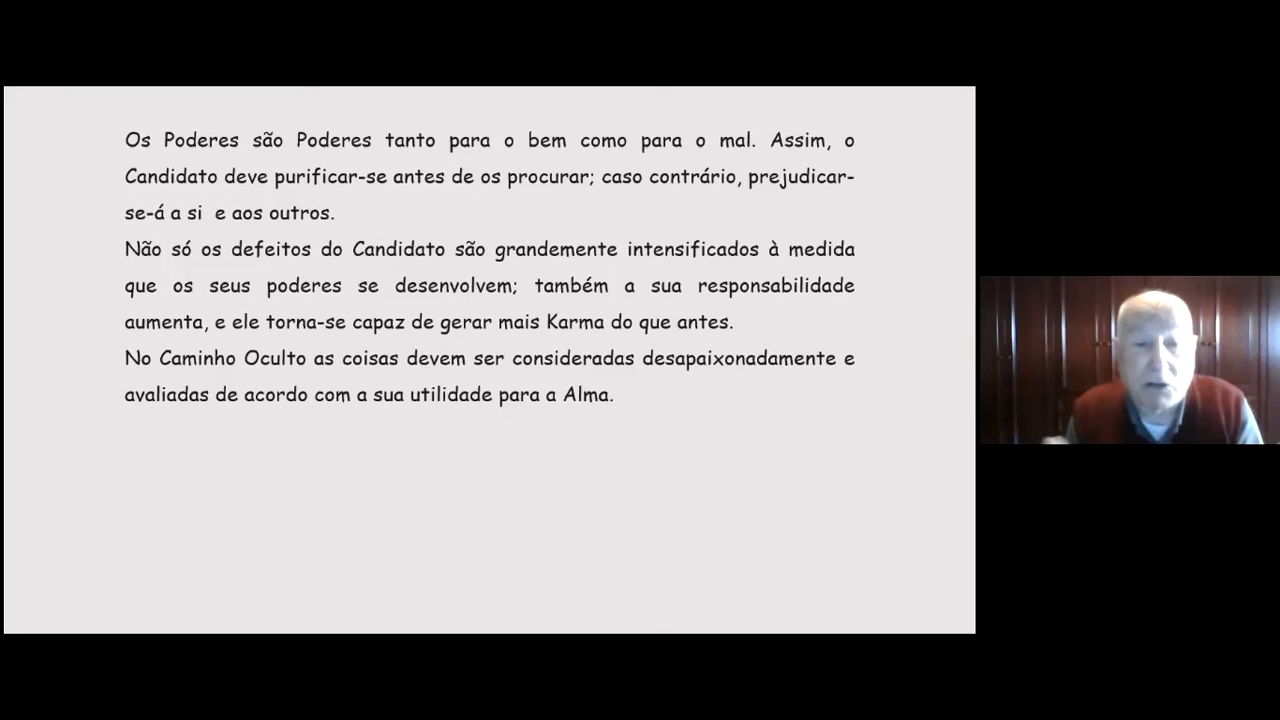 Os Poderes são Poderes tanto para o bem como para o mal. Assim, o
Candidato deve purificar-se antes de os procurar; caso contrário, prejudicar-
se-á a si  e aos outros.
Não só os defeitos do Candidato são grandemente intensificados à medida
que os seus poderes se desenvolvem; também a sua responsabilidade
aumenta, e ele torna-se capaz de gerar mais Karma do que antes.
No Caminho Oculto as coisas devem ser consideradas desapaixonadamente e
avaliadas de acordo com a sua utilidade para a Alma.